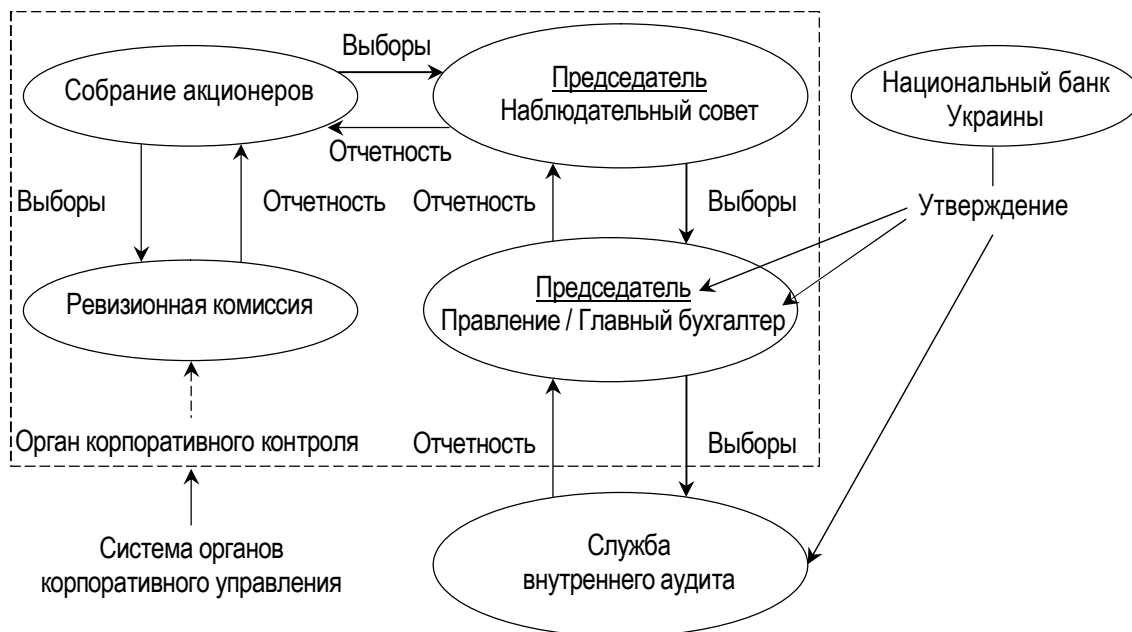 Выборы
Собрание акционеров
Председатель
Наблюдательный совет
Национальный банк
Украины
Отчетность
Выборы
Отчетность
Отчетность
Выборы
Утверждение
Ревизионная комиссия
Председатель
Правление / Главный бухгалтер
Орган корпоративного контроля
Отчетность
Выборы
Система органов
корпоративного управления
Служба
внутреннего аудита